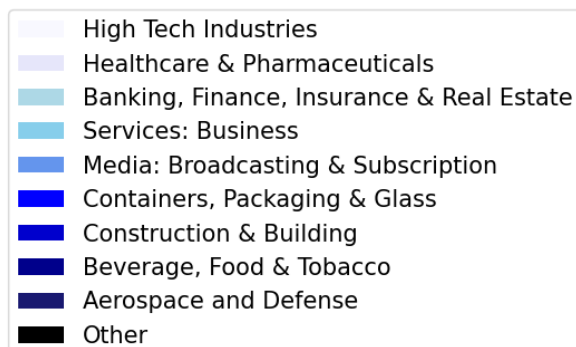 High Tech Industries
Healthcare & Pharmaceuticals
Banking, Finance, Insurance & Real Estate
Services: Business
Media: Broadcasting & Subscription
Containers, Packaging & Glass
Construction & Building
Beverage, Food & Tobacco
Aerospace and Defense
Other